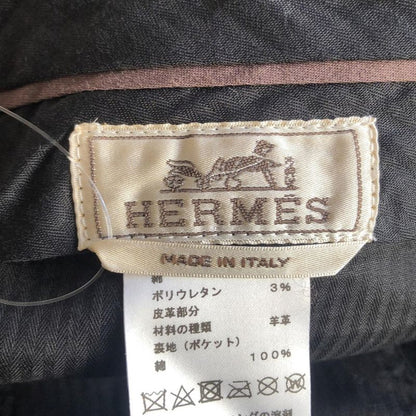 HERMES
MADE IN ITALY
綿
ポリウレタン 3%
皮革部分
材料の種類 羊革
裏地(ポケット)
綿 100%